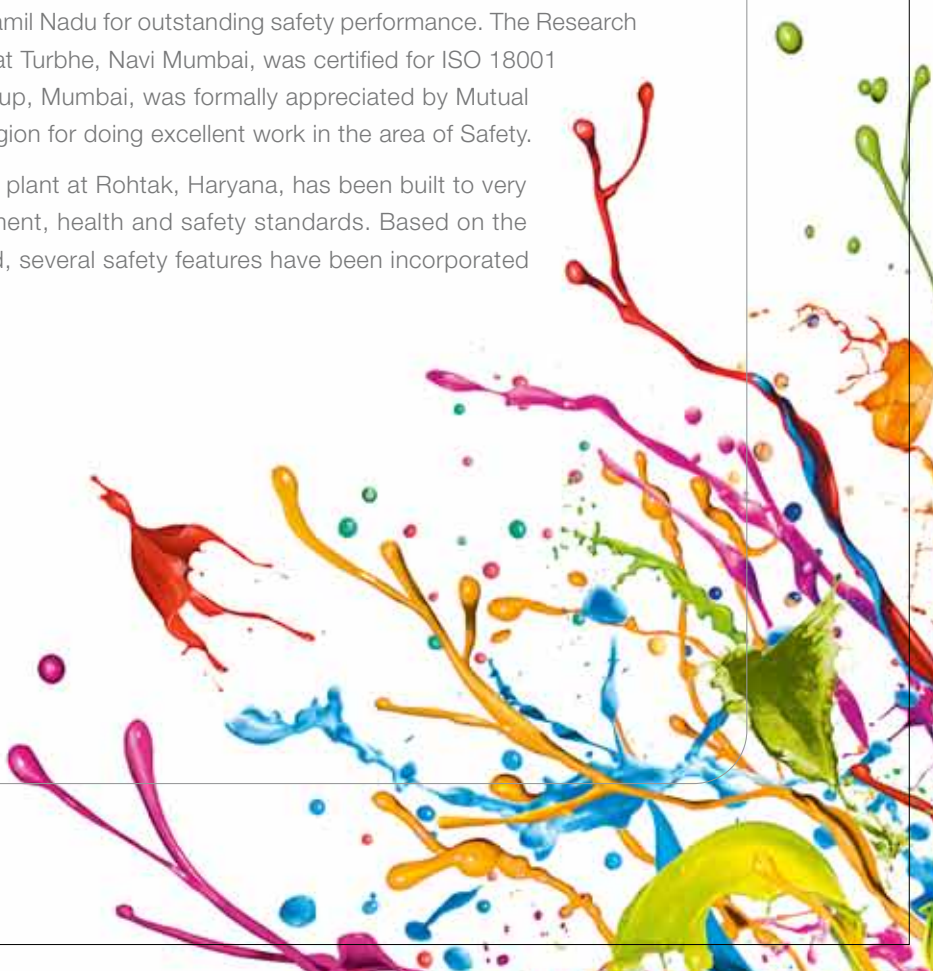 amil Nadu for outstanding safety performance. The Research
at Turbhe, Navi Mumbai, was certified for ISO 18001
up, Mumbai, was formally appreciated by Mutual
gion for doing excellent work in the area of Safety.
plant at Rohtak, Haryana, has been built to very
ment, health and safety standards. Based on the
, several safety features have been incorporated